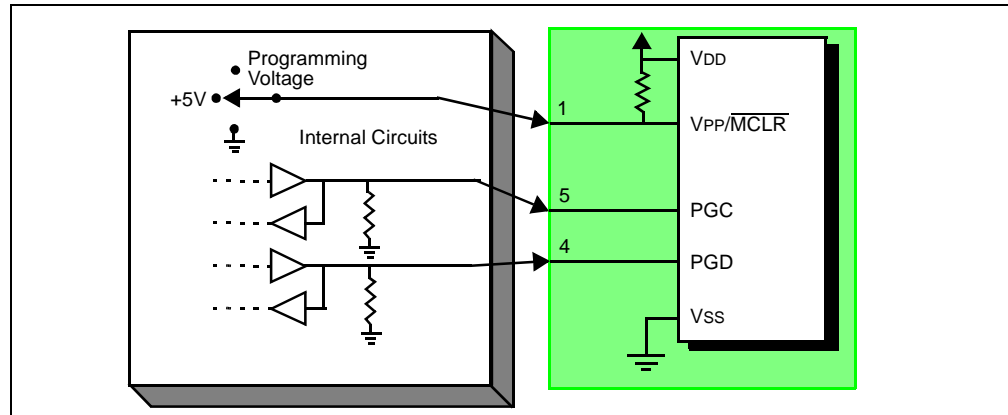 Programming
Voltage
+5V
Internal Circuits
1
5
4
VDD
VPP/MCLR
PGC
PGD
VSS